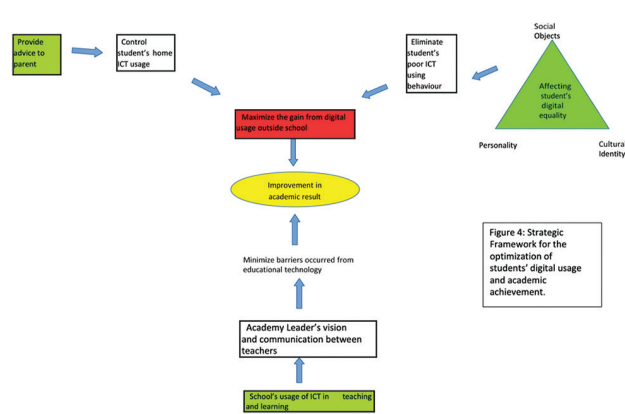 Provide
advice to
parent
Control
student's home
ICT usage
Eliminate
student's
poor ICT
using
behaviour
Social
Objects
Affecting
student's
digital
equality
Personality
Cultural
Identity
Maximize the gain from digital
usage outside school
Improvement in
academic result
Minimize barriers occurred from
educational technology
Academy Leader's vision
and communication between
teachers
School's usage of ICT in teaching
and learning
Figure 4: Strategic
Framework for the
optimization of
students' digital usage
and academic
achievement.